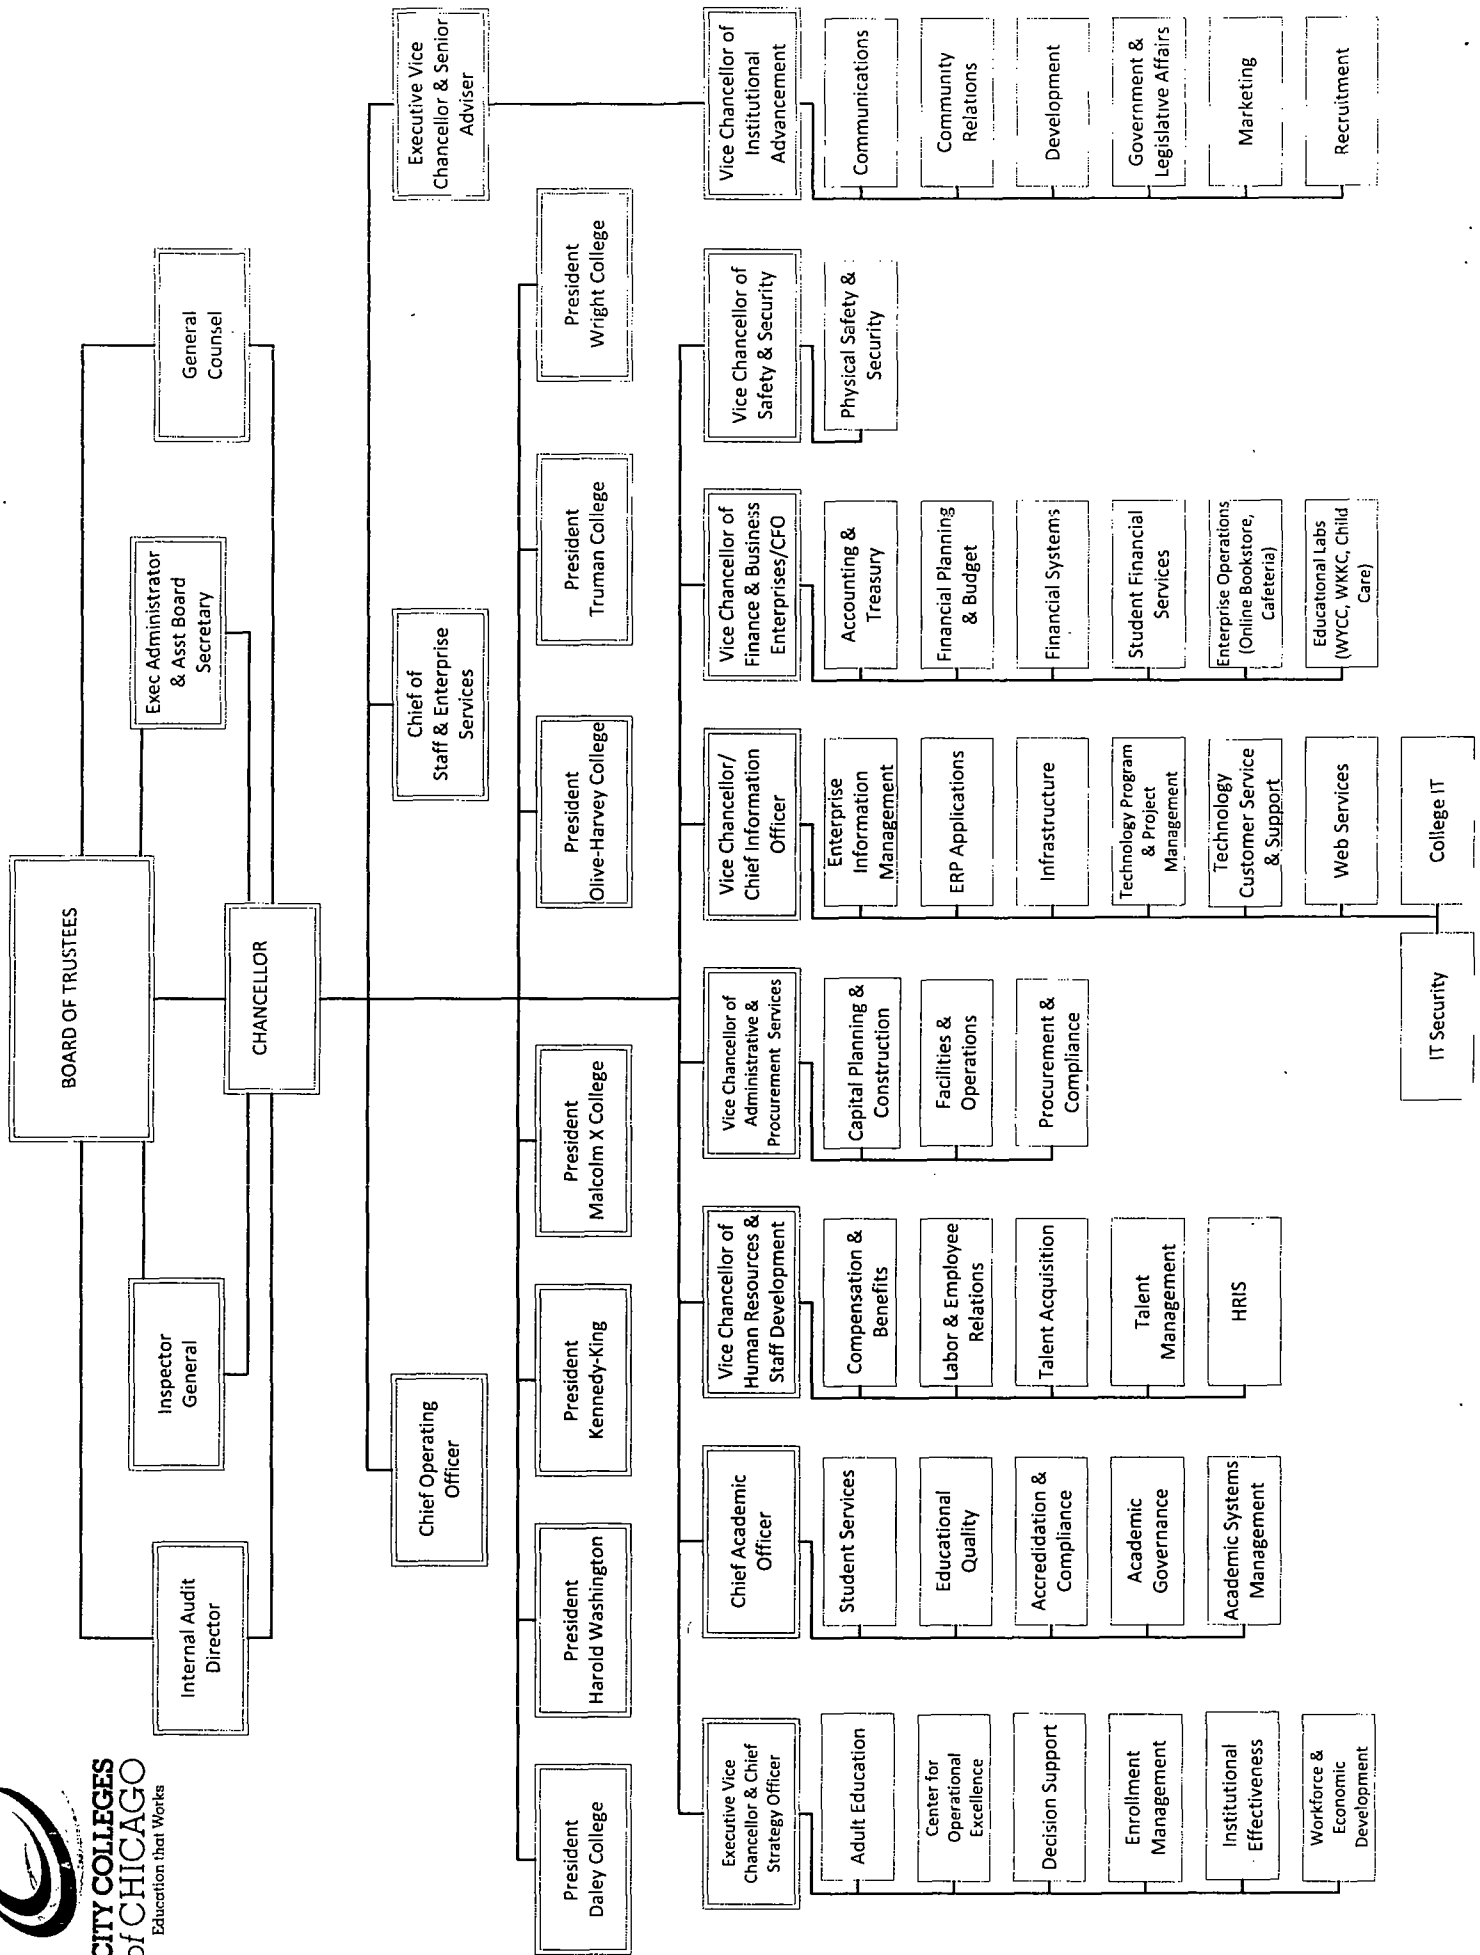 CITY COLLEGES
of CHICAGO
Education that Works
BOARD OF TRUSTEES
Internal Audit
Director
Inspector
General
Exec Administrator
& Asst Board
Secretary
General
Counsel
CHANCELLOR
Chief Operating
Officer
Chief of
Staff & Enterprise
Services
Executive Vice
Chancellor & Senior
Adviser
President
Daley College
President
Harold Washington
President
Kennedy-King
President
Malcolm X College
President
Olive-Harvey College
President
Truman College
President
Wright College
Executive Vice
Chancellor & Chief
Strategy Officer
Adult Education
Center for
Operational
Excellence
Decision Support
Enrollment
Management
Institutional
Effectiveness
Workforce &
Economic
Development
Chief Academic
Officer
Student Services
Educational
Quality
Accredidation &
Compliance
Academic
Governance
Academic Systems
Management
Vice Chancellor of
Human Resources &
Staff Development
Compensation &
Benefits
Labor & Employee
Relations
Talent Acquisition
Talent
Management
HRIS
Vice Chancellor of
Administrative &
Procurement Services
Capital Planning &
Construction
Facilities &
Operations
Procurement &
Compliance
Vice Chancellor/
Chief Information
Officer
Enterprise
Information
Management
ERP Applications
Infrastructure
Technology Program
& Project
Management
Technology
Customer Service
& Support
Web Services
IT Security
College IT
Vice Chancellor of
Finance & Business
Enterprises/CFO
Accounting &
Treasury
Financial Planning
& Budget
Financial Systems
Student Financial
Services
Enterprise Operations
(Online Bookstore,
Cafeteria)
Educational Labs
(WYCC, WKKC, Child
Care)
Vice Chancellor of
Safety & Security
Physical Safety &
Security
Vice Chancellor of
Institutional
Advancement
Communications
Community
Relations
Development
Government &
Legislative Affairs
Marketing
Recruitment